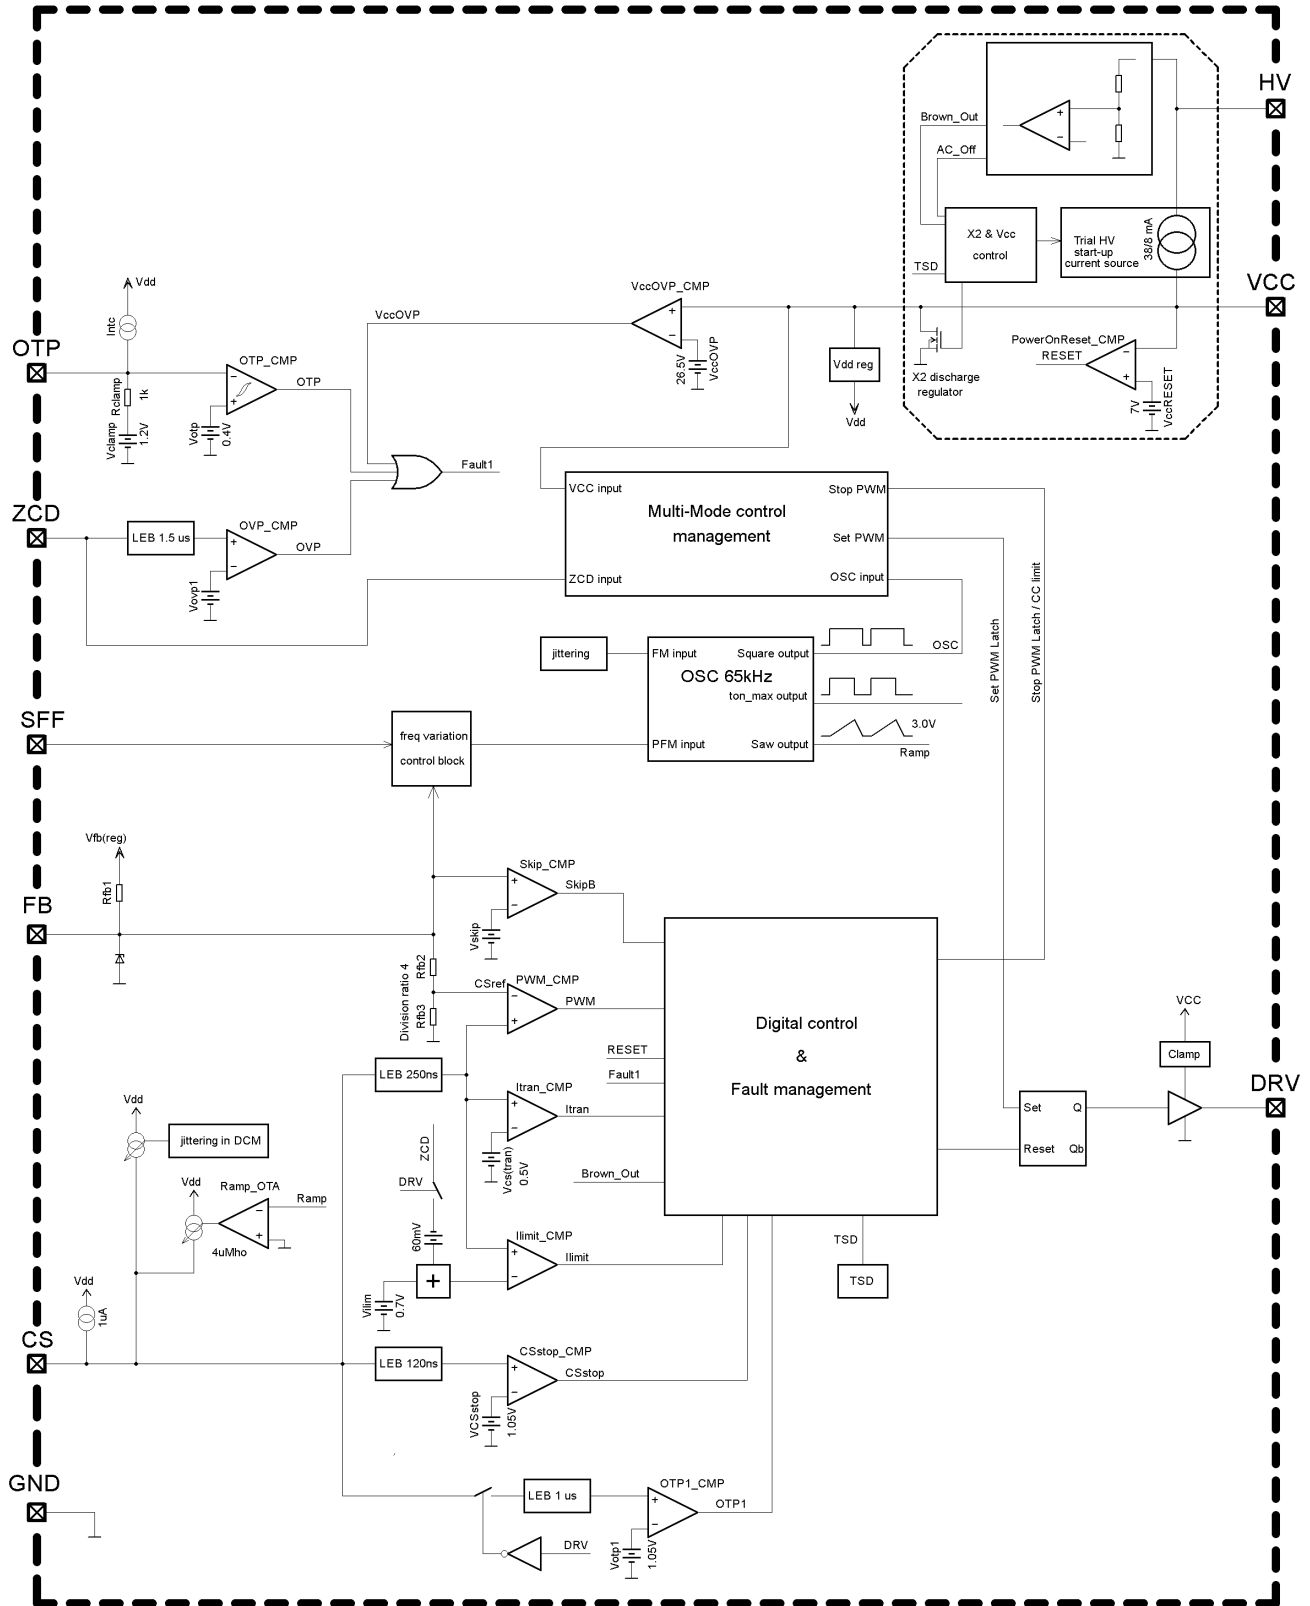 HV
Brown_Out
+
−
AC_Off
X2 & Vcc
control
Trial HV
start-up
current source
38/8 mA
TSD
VCC
Vdd
VccOVP_CMP
Intc
VccOVP
+
−
26.5V
VccOVP
Vdd reg
Vdd
X2 discharge
regulator
PowerOnReset_CMP
RESET
−
+
7V
VccRESET
OTP
OTP_CMP
−
+
OTP
Rclamp
1k
Vclamp
1.2V
Votp
0.4V
Fault1
ZCD
LEB 1.5 us
OVP_CMP
+
−
OVP
Vovp1
VCC input
Stop PWM
Multi-Mode control
management
Set PWM
ZCD input
OSC input
Set PWM Latch
Stop PWM Latch / CC limit
jittering
FM input
Square output
OSC
OSC 65kHz
ton_max output
PFM input
Saw output
3.0V
Ramp
SFF
freq variation
control block
Vfb(reg)
Rfb1
FB
Skip_CMP
+
−
SkipB
Vskip
Division ratio 4
Rfb2
Rfb3
CSref
PWM_CMP
−
+
PWM
Digital control
&
Fault management
RESET
Fault1
LEB 250ns
Itran_CMP
+
−
Itran
Vcs(tran)
0.5V
Brown_Out
VCC
Clamp
DRV
Set
Q
Reset
Qb
Vdd
jittering in DCM
ZCD
DRV
60mV
Vdd
Ramp_OTA
−
+
Ramp
4uMho
Ilimit_CMP
+
−
Ilimit
+
Vilim
0.7V
TSD
TSD
Vdd
1uA
CS
LEB 120ns
CSstop_CMP
+
−
CSstop
VCSstop
1.05V
GND
LEB 1 us
OTP1_CMP
+
−
OTP1
DRV
Votp1
1.05V